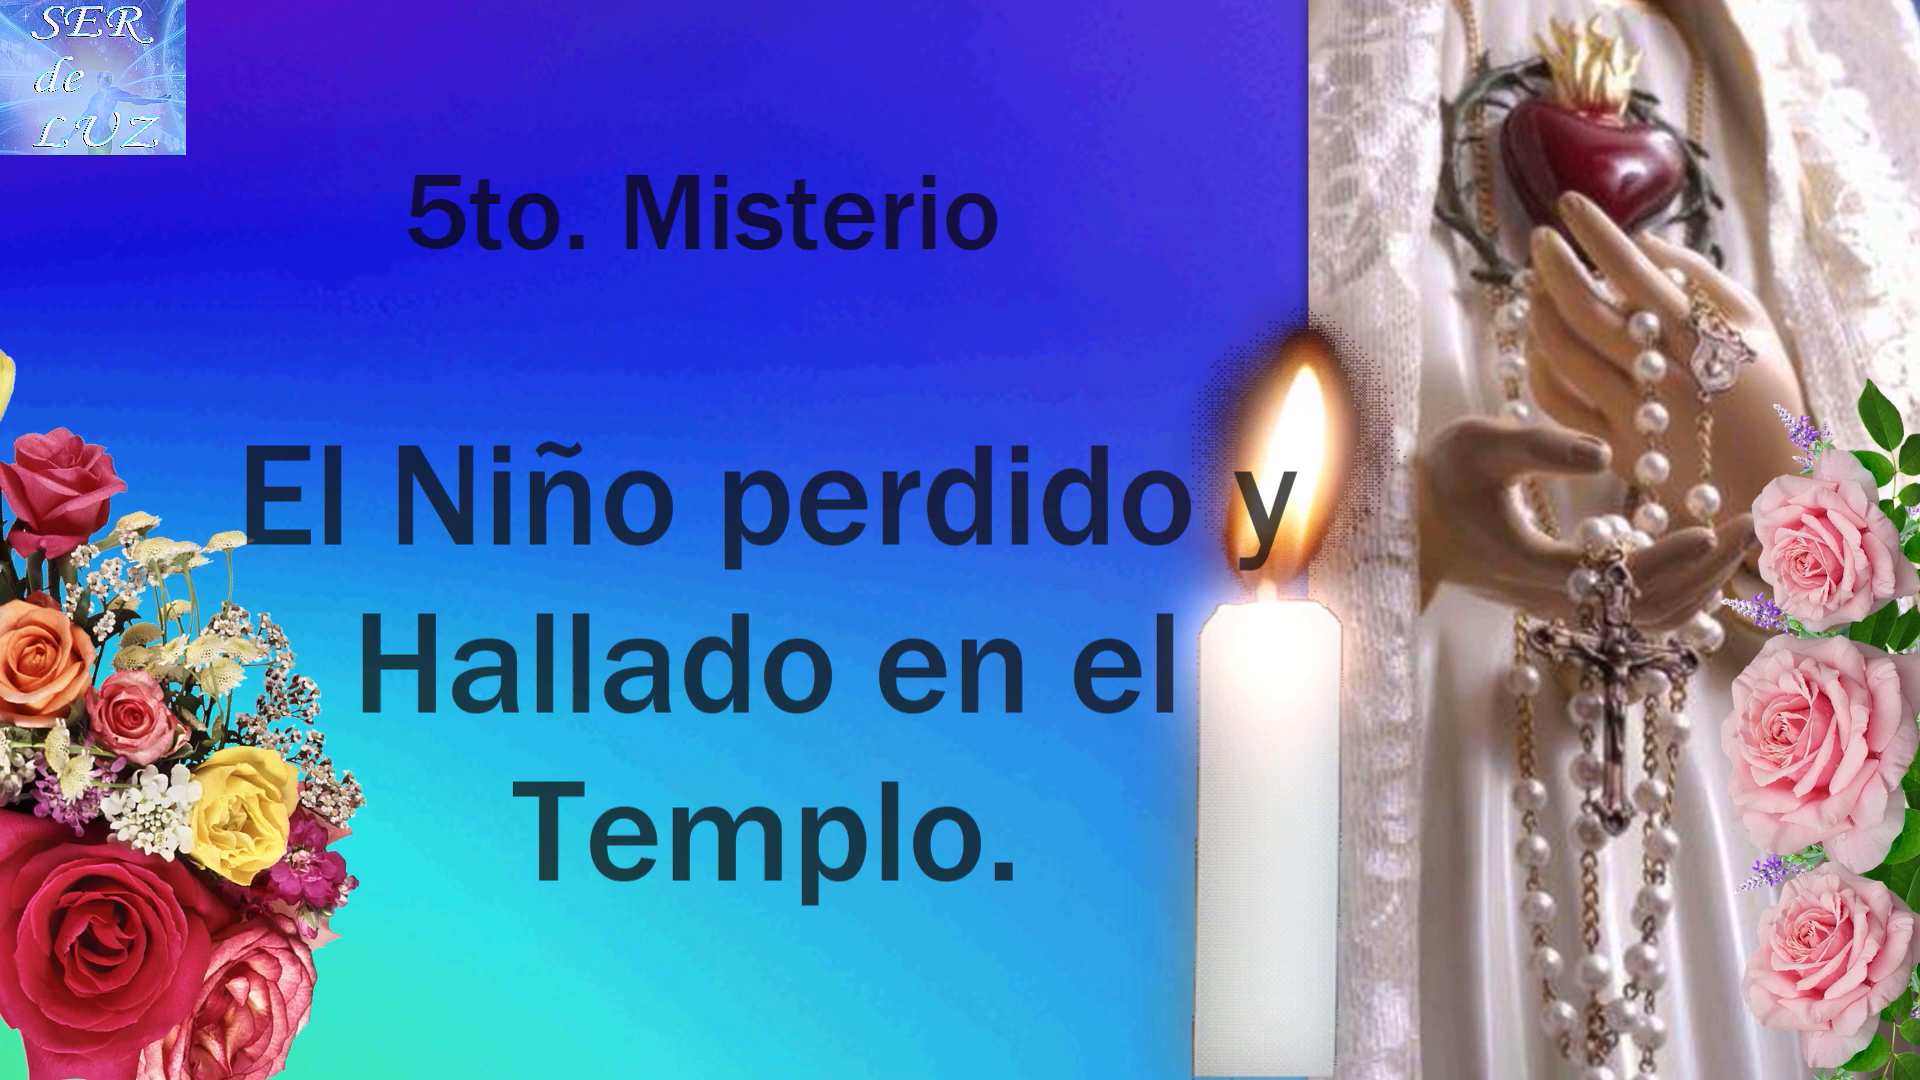 SER
de
LUZ
5to. Misterio
El Niño perdido y
Hallado en el
Templo.